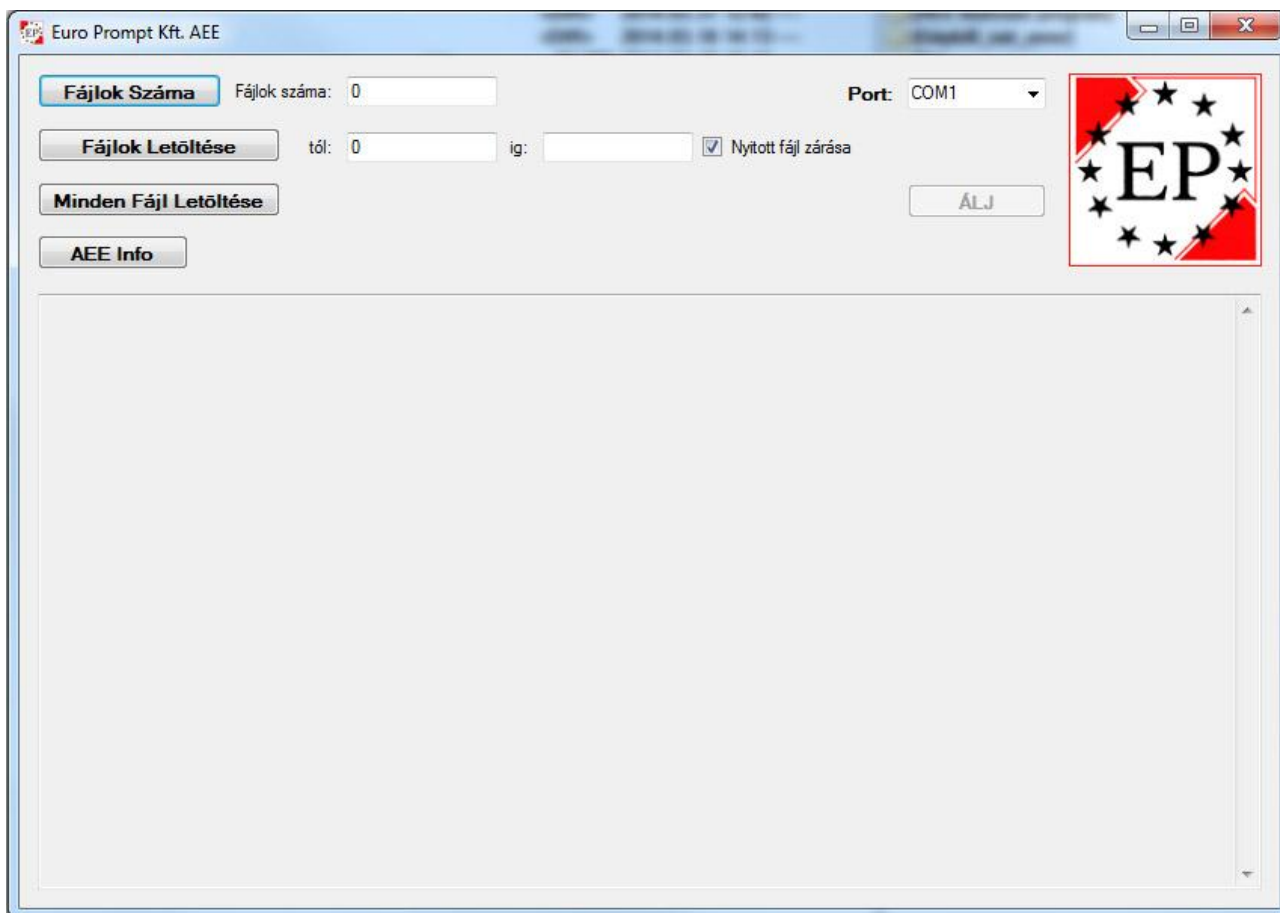 Euro Prompt Kft. AEE
Fájlok Száma Fájlok száma: 0 Port: COM1
Fájlok Letöltése tól: 0 ig: Nyitott fájl zárása
Minden Fájl Letöltése ÁLJ
AEE Info
EP